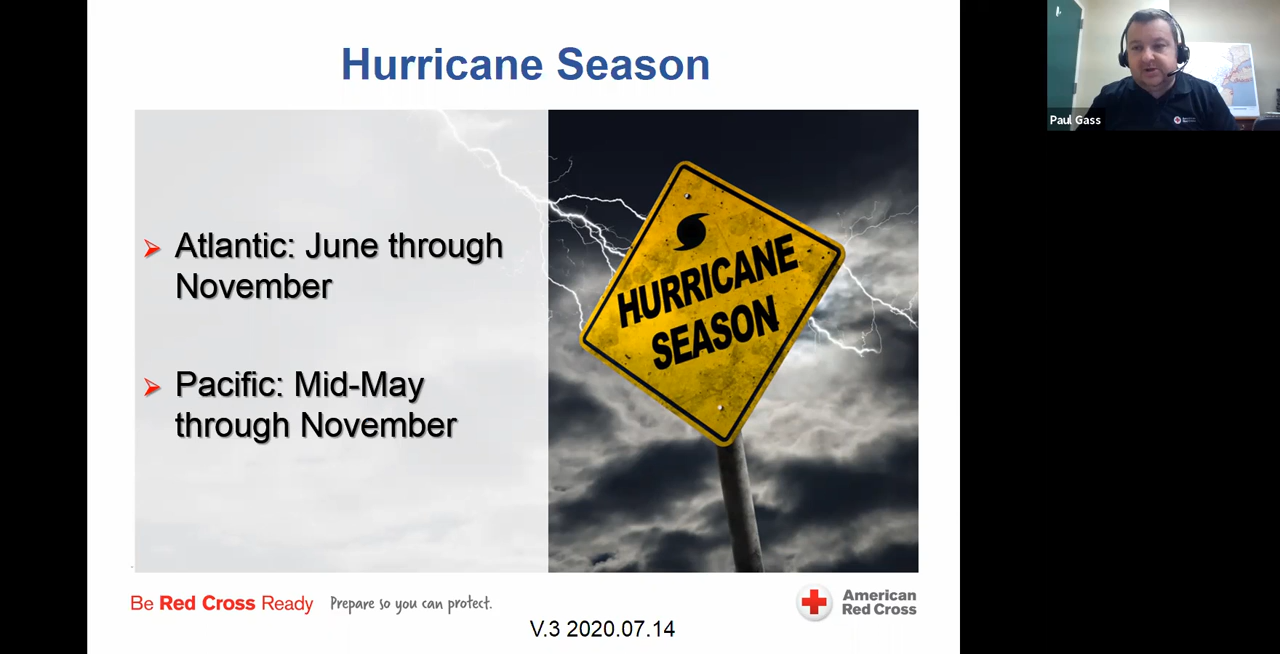 Hurricane Season
Atlantic: June through
November
Pacific: Mid-May
through November
HURRICANE
SEASON
Be Red Cross Ready
Prepare so you can protect.
American
Red Cross
V.3 2020.07.14
Paul Gass